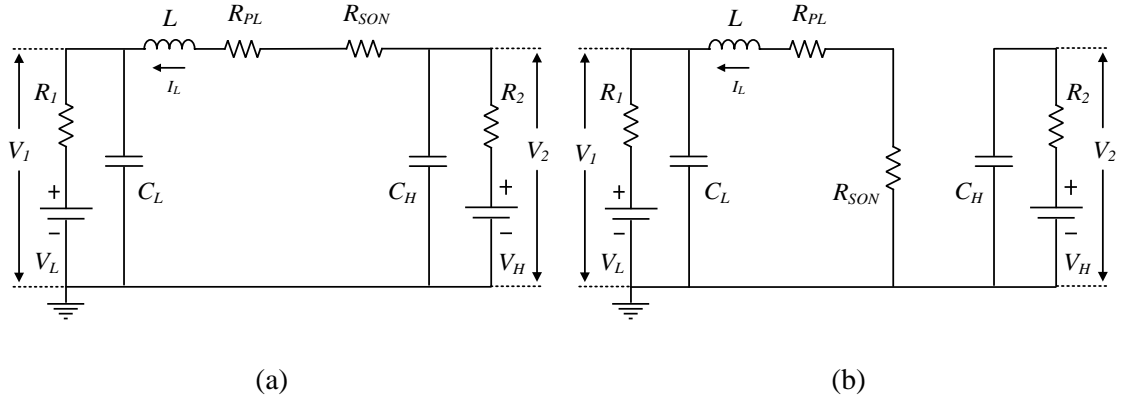 L R_PL R_SON
I_L
R_1 R_2
V_1 V_2
+ +
C_L C_H
− −
V_L V_H
(a)
L R_PL
I_L
R_1 R_2
V_1 V_2
+ +
C_L R_SON C_H
− −
V_L V_H
(b)